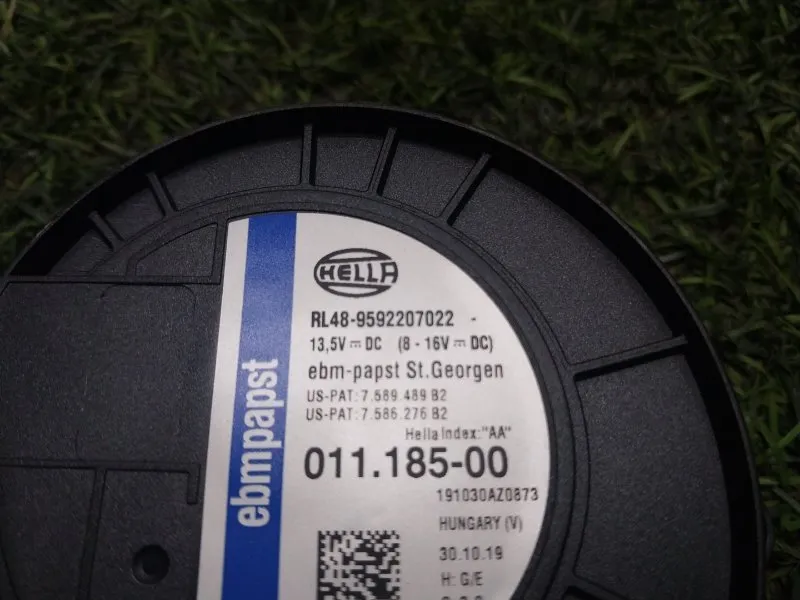 HELLA
RL48-9592207022 -
13,5V⎓DC (8 - 16V⎓DC)
ebm-papst St.Georgen
US-PAT: 7.589.489 B2
US-PAT: 7.586.276 B2
Hella Index: "AA"
011.185-00
191030AZ0873
HUNGARY (V)
30.10.19
H: G/E
ebmpapst